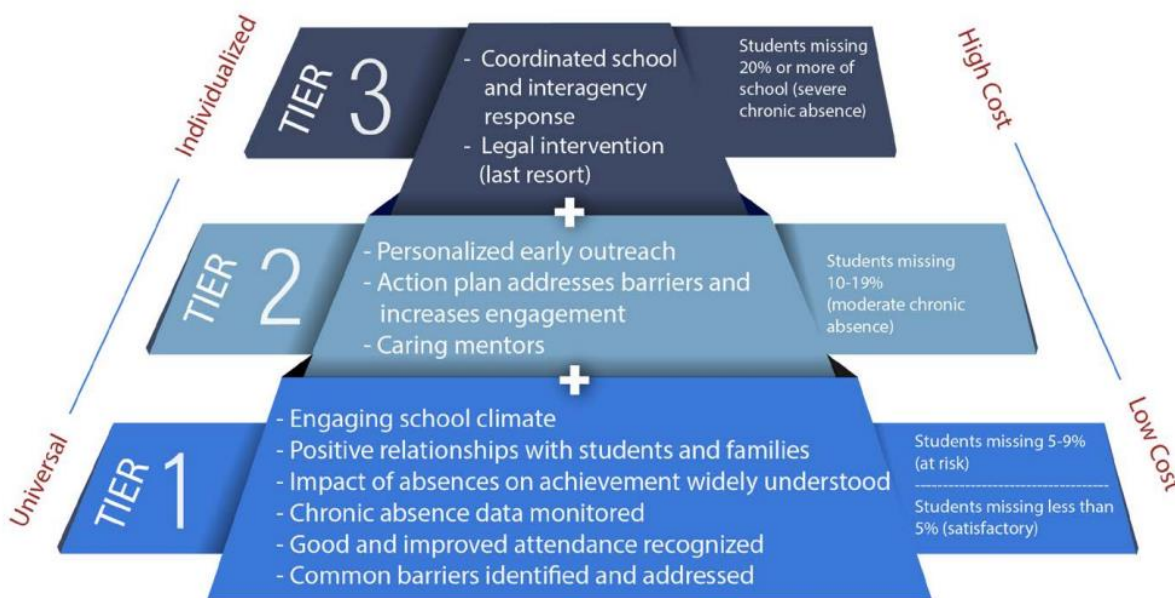 Individualized
TIER
3
- Coordinated school
and interagency
response
- Legal intervention
(last resort)
Students missing
20% or more of
school (severe
chronic absence)
High Cost
+
TIER
2
- Personalized early outreach
- Action plan addresses barriers and
increases engagement
- Caring mentors
Students missing
10-19%
(moderate chronic
absence)
+
Universal
TIER
1
- Engaging school climate
- Positive relationships with students and families
- Impact of absences on achievement widely understood
- Chronic absence data monitored
- Good and improved attendance recognized
- Common barriers identified and addressed
Students missing 5-9%
(at risk)
Students missing less than
5% (satisfactory)
Low Cost